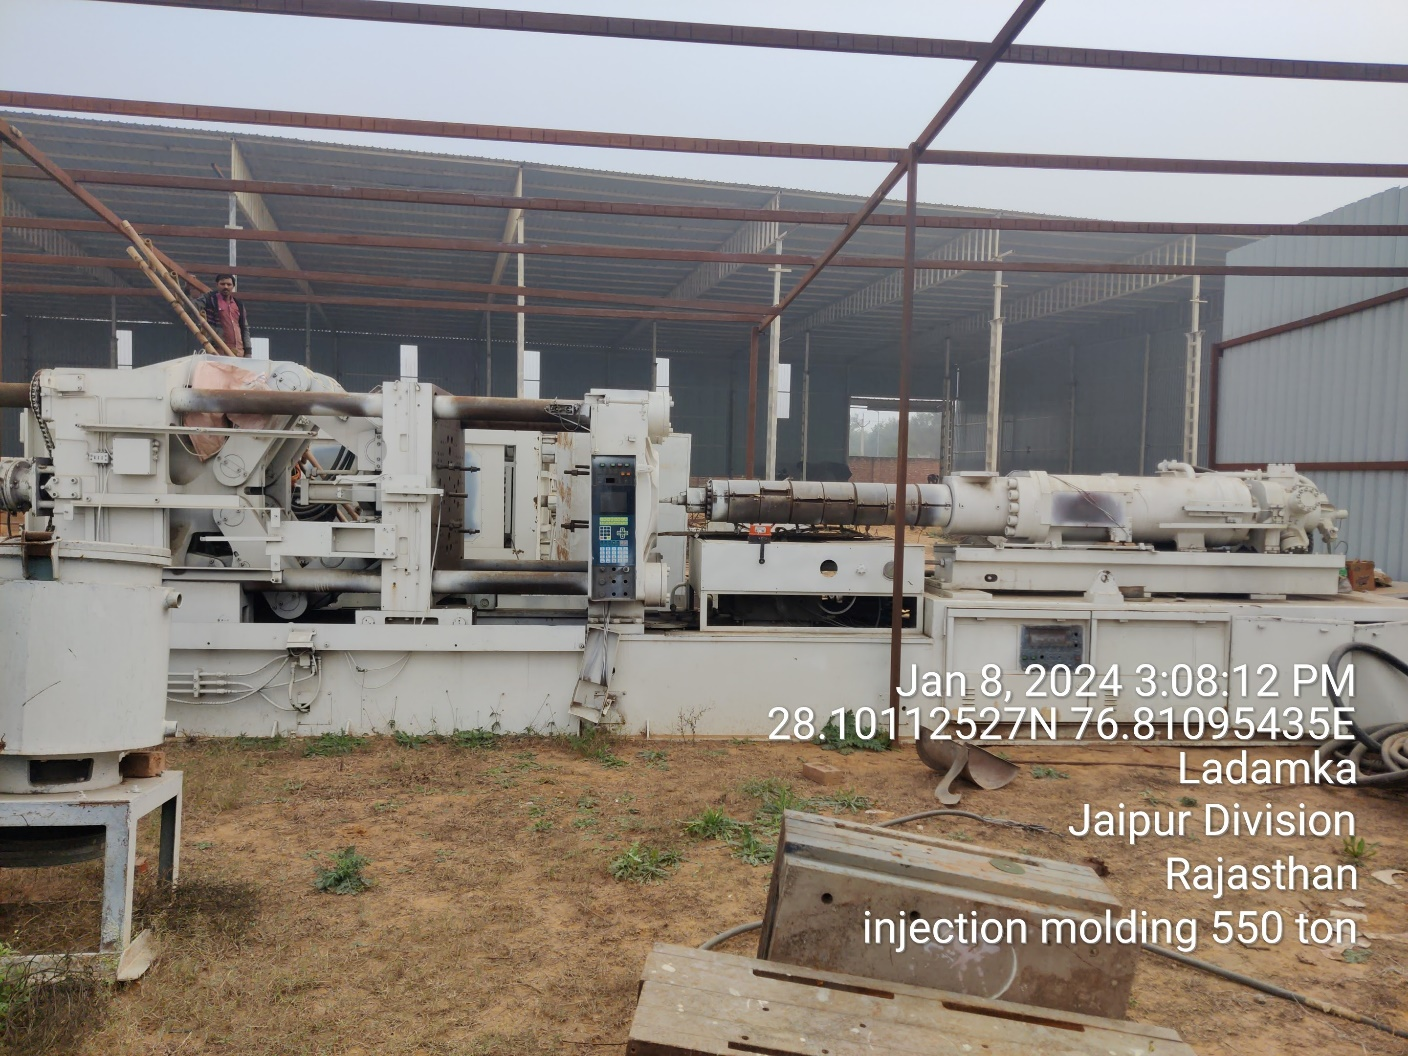 Jan 8, 2024 3:08:12 PM
28.10112527N 76.81095435E
Ladamka
Jaipur Division
Rajasthan
injection molding 550 ton